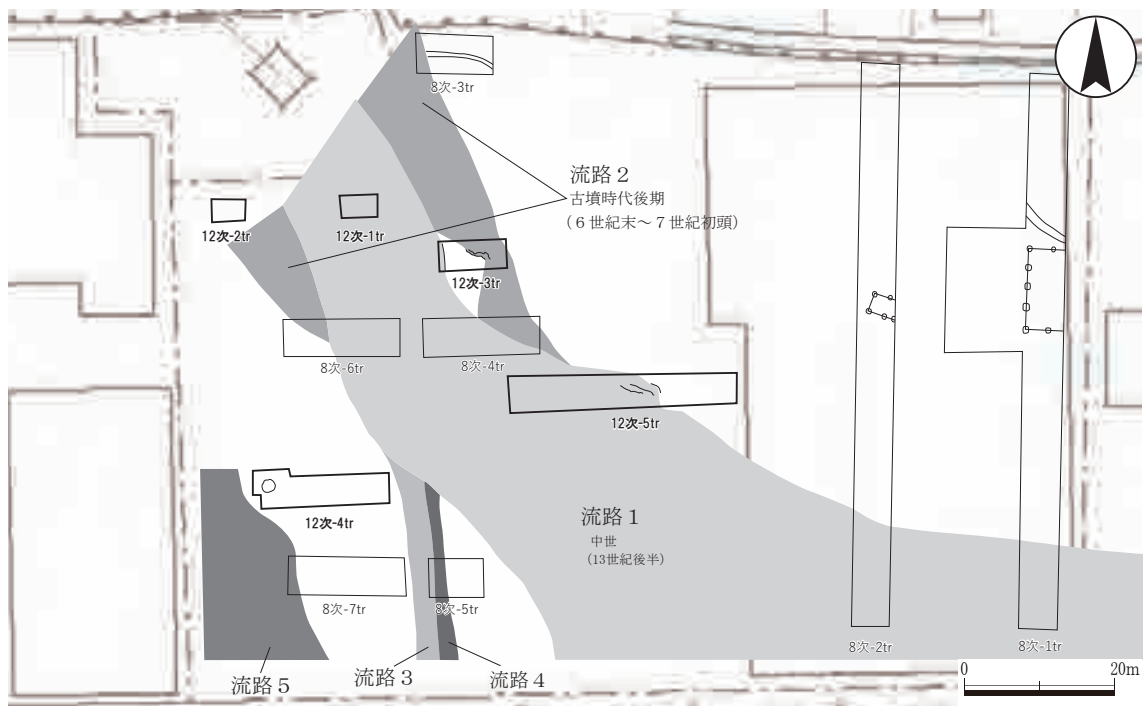 8次-3tr
流路２
古墳時代後期
（６世紀末～７世紀初頭）
12次-2tr
12次-1tr
12次-3tr
8次-6tr
8次-4tr
12次-5tr
12次-4tr
流路１
中世
（13世紀後半）
8次-7tr
8次-5tr
8次-2tr
8次-1tr
流路５
流路３
流路４
0
20m